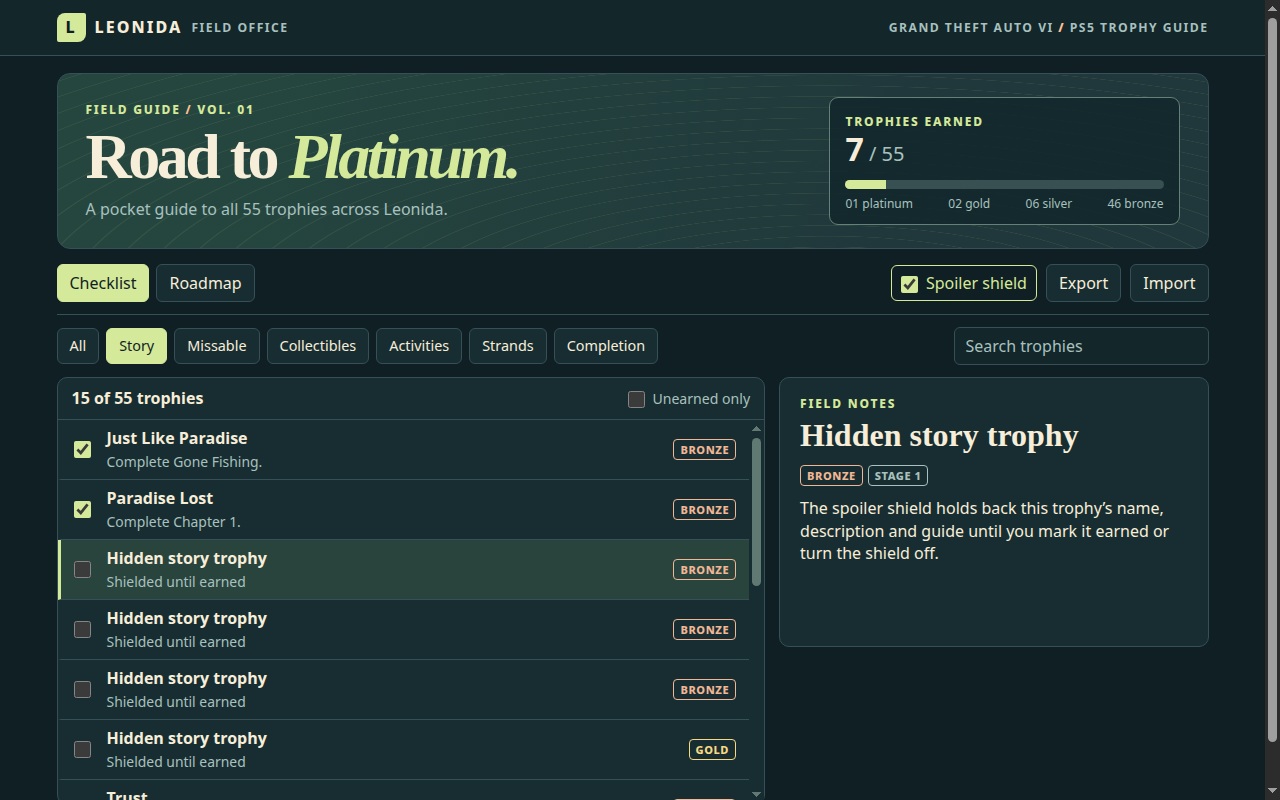 L LEONIDA FIELD OFFICE
GRAND THEFT AUTO VI / PS5 TROPHY GUIDE
FIELD GUIDE / VOL. 01
Road to Platinum.
A pocket guide to all 55 trophies across Leonida.
TROPHIES EARNED
7 / 55
01 platinum 02 gold 06 silver 46 bronze
Checklist Roadmap
Spoiler shield Export Import
All Story Missable Collectibles Activities Strands Completion
Search trophies
15 of 55 trophies
Unearned only
Just Like Paradise
Complete Gone Fishing.
BRONZE
Paradise Lost
Complete Chapter 1.
BRONZE
Hidden story trophy
Shielded until earned
BRONZE
Hidden story trophy
Shielded until earned
BRONZE
Hidden story trophy
Shielded until earned
BRONZE
Hidden story trophy
Shielded until earned
GOLD
Trust
FIELD NOTES
Hidden story trophy
BRONZE STAGE 1
The spoiler shield holds back this trophy’s name,
description and guide until you mark it earned or
turn the shield off.